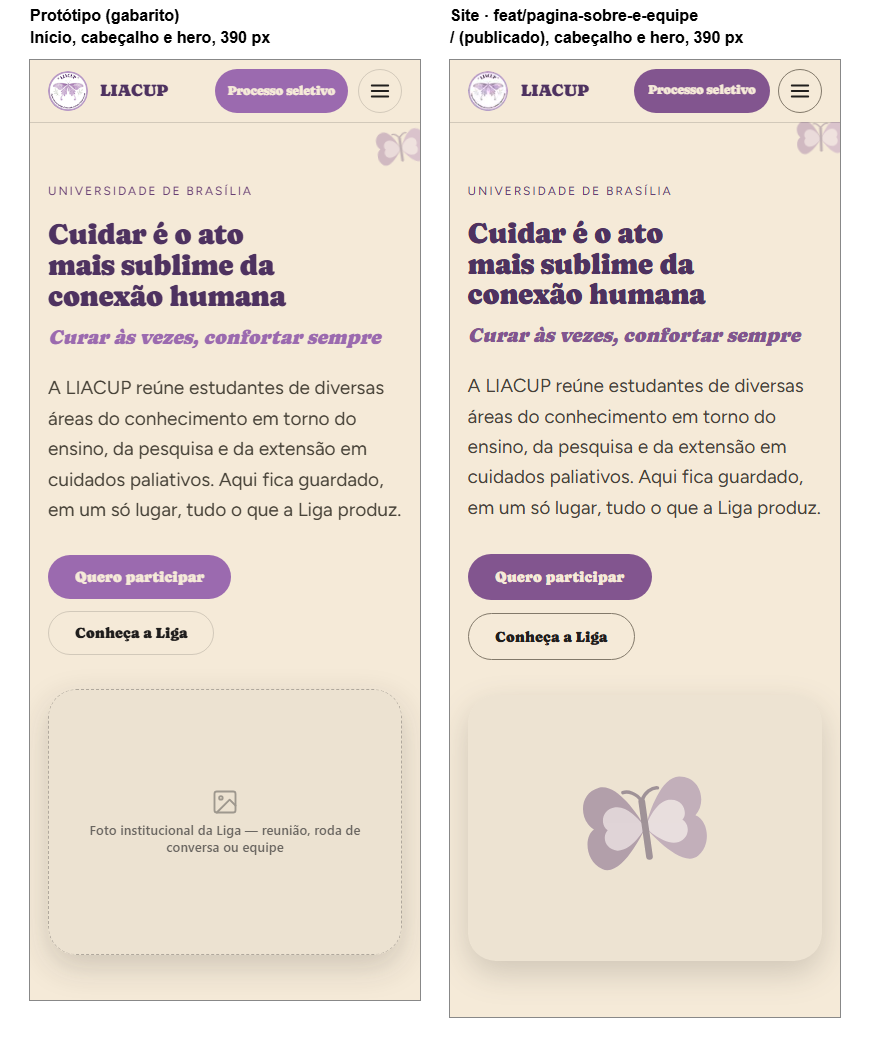 Protótipo (gabarito)
Início, cabeçalho e hero, 390 px
LIACUP
Processo seletivo
UNIVERSIDADE DE BRASÍLIA
Cuidar é o ato
mais sublime da
conexão humana
Curar às vezes, confortar sempre
A LIACUP reúne estudantes de diversas
áreas do conhecimento em torno do
ensino, da pesquisa e da extensão em
cuidados paliativos. Aqui fica guardado,
em um só lugar, tudo o que a Liga produz.
Quero participar
Conheça a Liga
Foto institucional da Liga — reunião, roda de
conversa ou equipe
Site · feat/pagina-sobre-e-equipe
/ (publicado), cabeçalho e hero, 390 px
LIACUP
Processo seletivo
UNIVERSIDADE DE BRASÍLIA
Cuidar é o ato
mais sublime da
conexão humana
Curar às vezes, confortar sempre
A LIACUP reúne estudantes de diversas
áreas do conhecimento em torno do
ensino, da pesquisa e da extensão em
cuidados paliativos. Aqui fica guardado,
em um só lugar, tudo o que a Liga produz.
Quero participar
Conheça a Liga